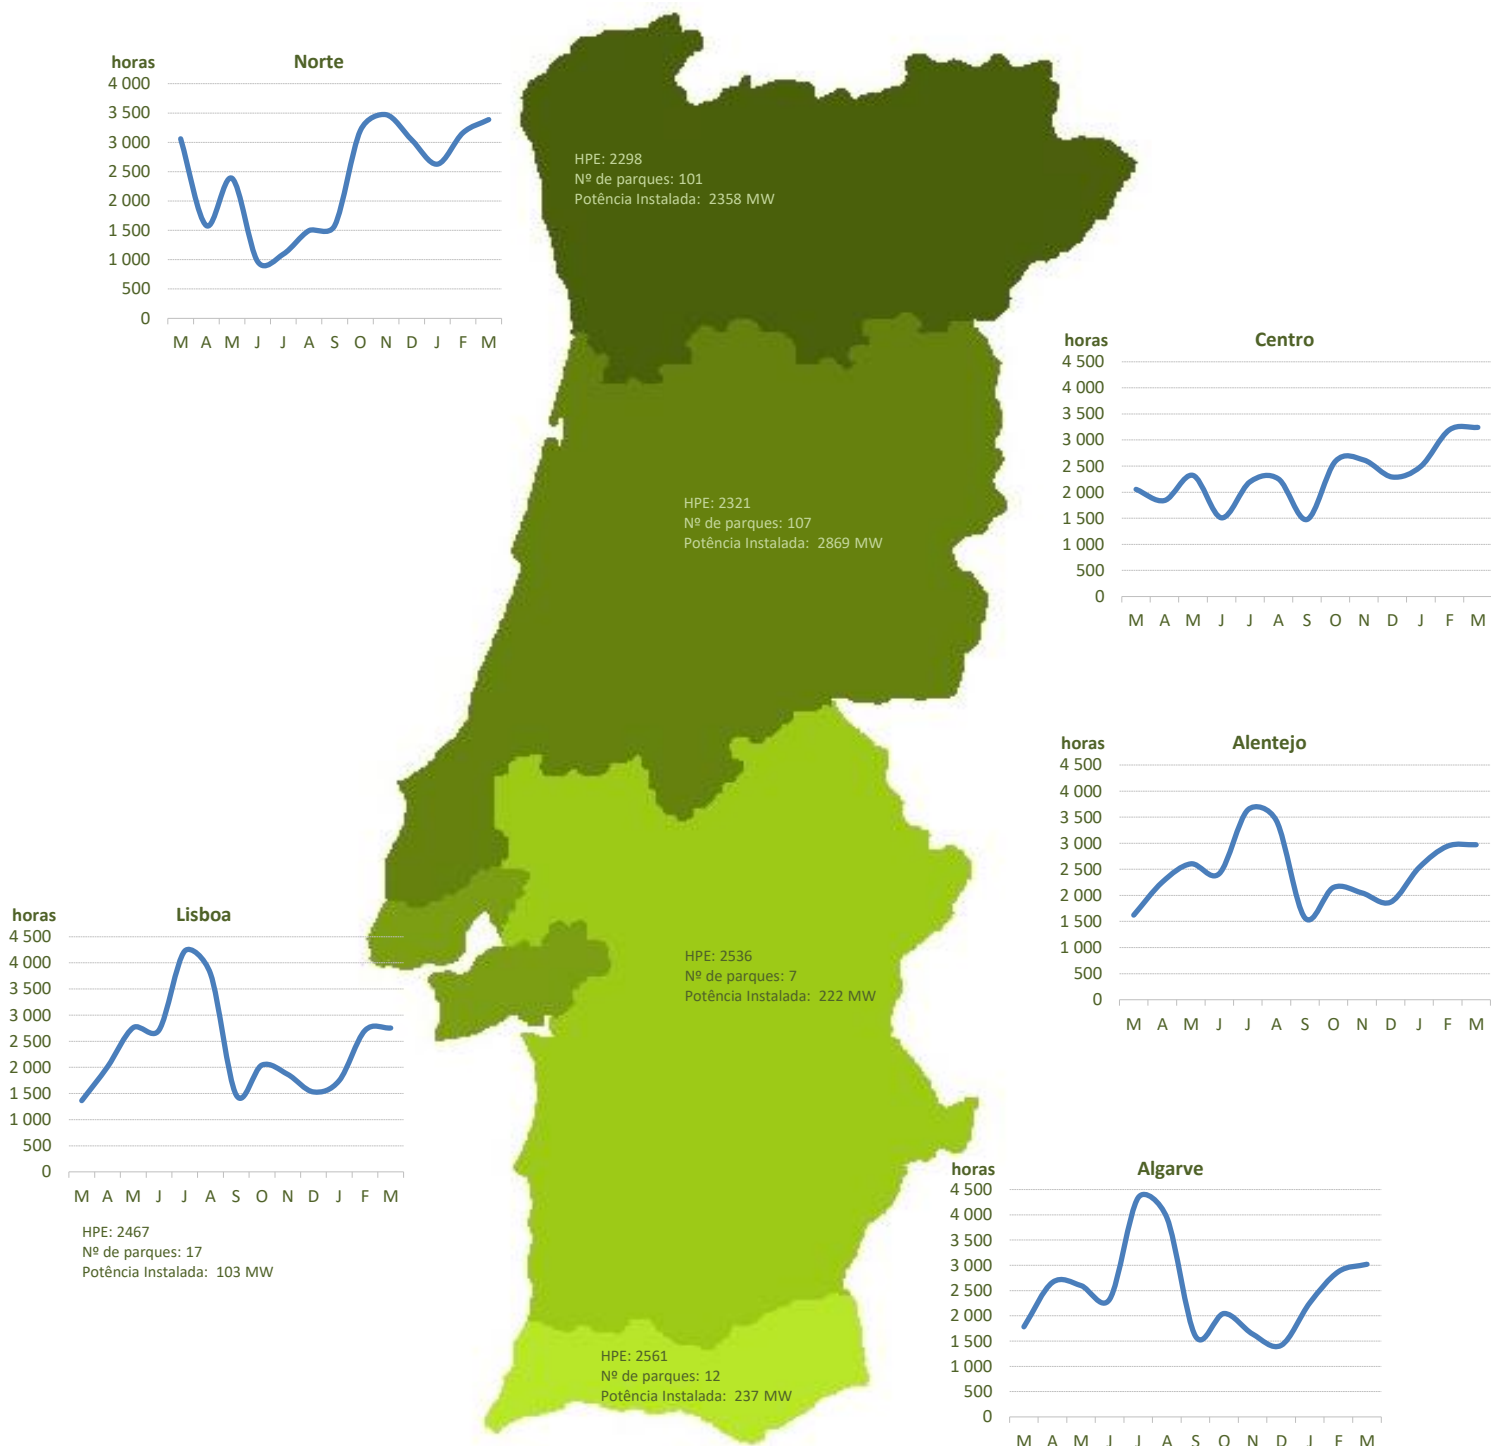 horas
Norte
4 000
3 500
3 000
2 500
2 000
1 500
1 000
500
0
M A M J J A S O N D J F M
HPE: 2298
Nº de parques: 101
Potência Instalada: 2358 MW
horas
Centro
4 500
4 000
3 500
3 000
2 500
2 000
1 500
1 000
500
0
M A M J J A S O N D J F M
HPE: 2321
Nº de parques: 107
Potência Instalada: 2869 MW
horas
Alentejo
4 500
4 000
3 500
3 000
2 500
2 000
1 500
1 000
500
0
M A M J J A S O N D J F M
HPE: 2536
Nº de parques: 7
Potência Instalada: 222 MW
horas
Lisboa
4 500
4 000
3 500
3 000
2 500
2 000
1 500
1 000
500
0
M A M J J A S O N D J F M
HPE: 2467
Nº de parques: 17
Potência Instalada: 103 MW
horas
Algarve
4 500
4 000
3 500
3 000
2 500
2 000
1 500
1 000
500
0
M A M J J A S O N D J F M
HPE: 2561
Nº de parques: 12
Potência Instalada: 237 MW